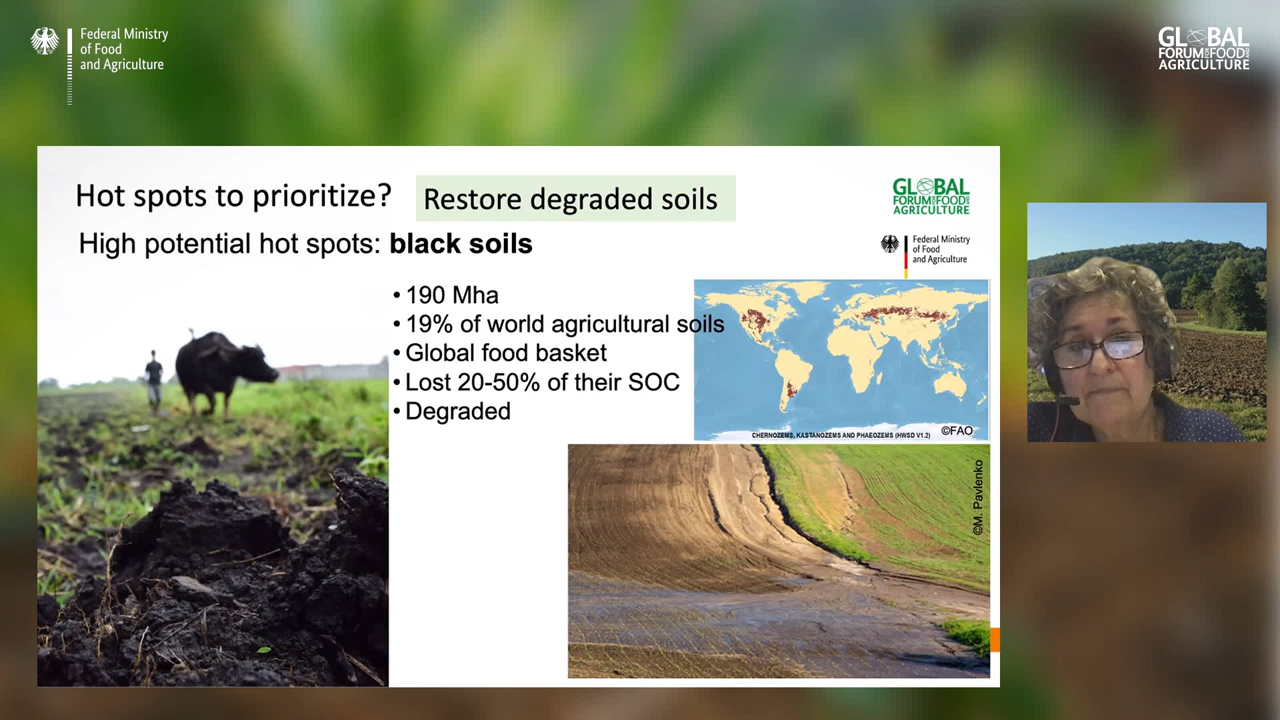 Federal Ministry
of Food
and Agriculture
GLOBAL
FORUM FOR FOOD AND
AGRICULTURE
Hot spots to prioritize?
Restore degraded soils
GLOBAL
FORUM FOR FOOD AND
AGRICULTURE
High potential hot spots: black soils
Federal Ministry
of Food
and Agriculture
• 190 Mha
• 19% of world agricultural soils
• Global food basket
• Lost 20-50% of their SOC
• Degraded
CHERNOZEMS, KASTANOZEMS AND PHAEOZEMS (HWSD V1.2)
©FAO
©M. Pavlenko